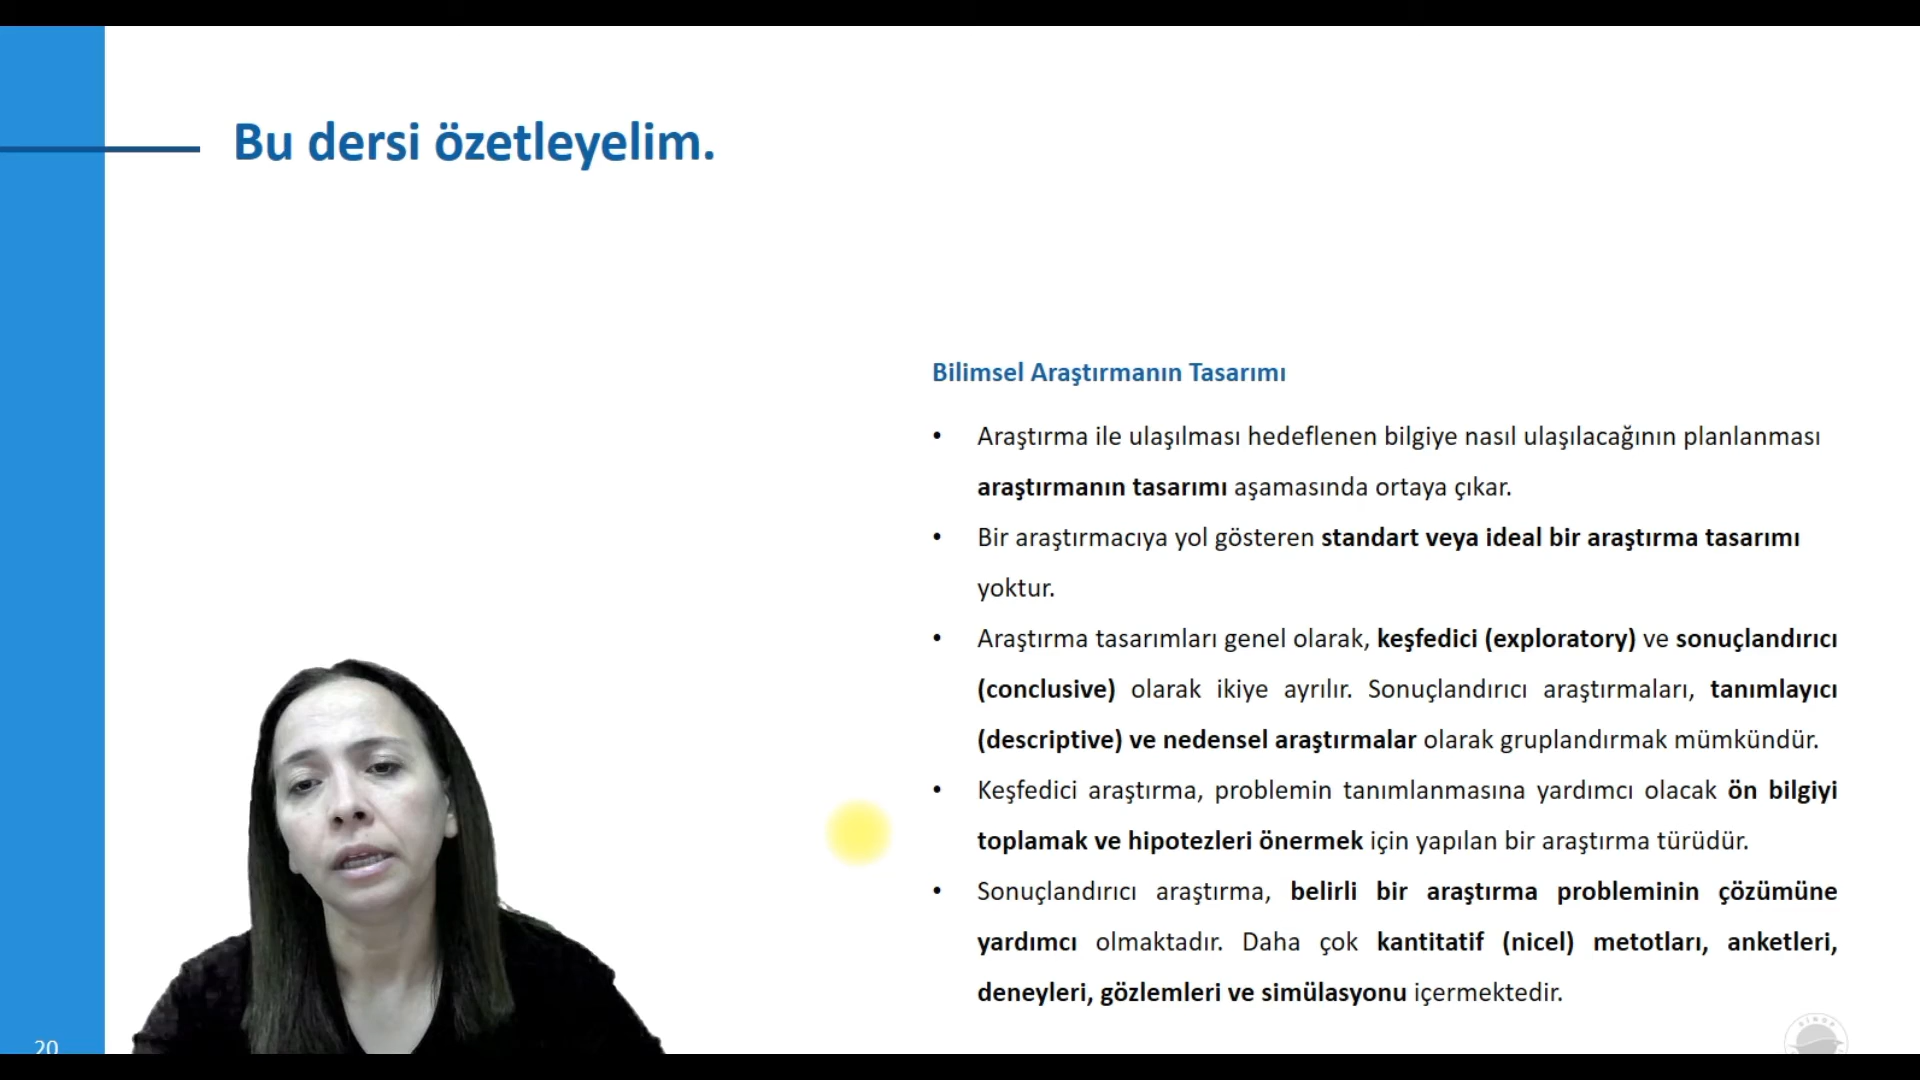 Bu dersi özetleyelim.
Bilimsel Araştırmanın Tasarımı
• Araştırma ile ulaşılması hedeflenen bilgiye nasıl ulaşılacağının planlanması
araştırmanın tasarımı aşamasında ortaya çıkar.
• Bir araştırmacıya yol gösteren standart veya ideal bir araştırma tasarımı
yoktur.
• Araştırma tasarımları genel olarak, keşfedici (exploratory) ve sonuçlandırıcı
(conclusive) olarak ikiye ayrılır. Sonuçlandırıcı araştırmaları, tanımlayıcı
(descriptive) ve nedensel araştırmalar olarak gruplandırmak mümkündür.
• Keşfedici araştırma, problemin tanımlanmasına yardımcı olacak ön bilgiyi
toplamak ve hipotezleri önermek için yapılan bir araştırma türüdür.
• Sonuçlandırıcı araştırma, belirli bir araştırma probleminin çözümüne
yardımcı olmaktadır. Daha çok kantitatif (nicel) metotları, anketleri,
deneyleri, gözlemleri ve simülasyonu içermektedir.
20